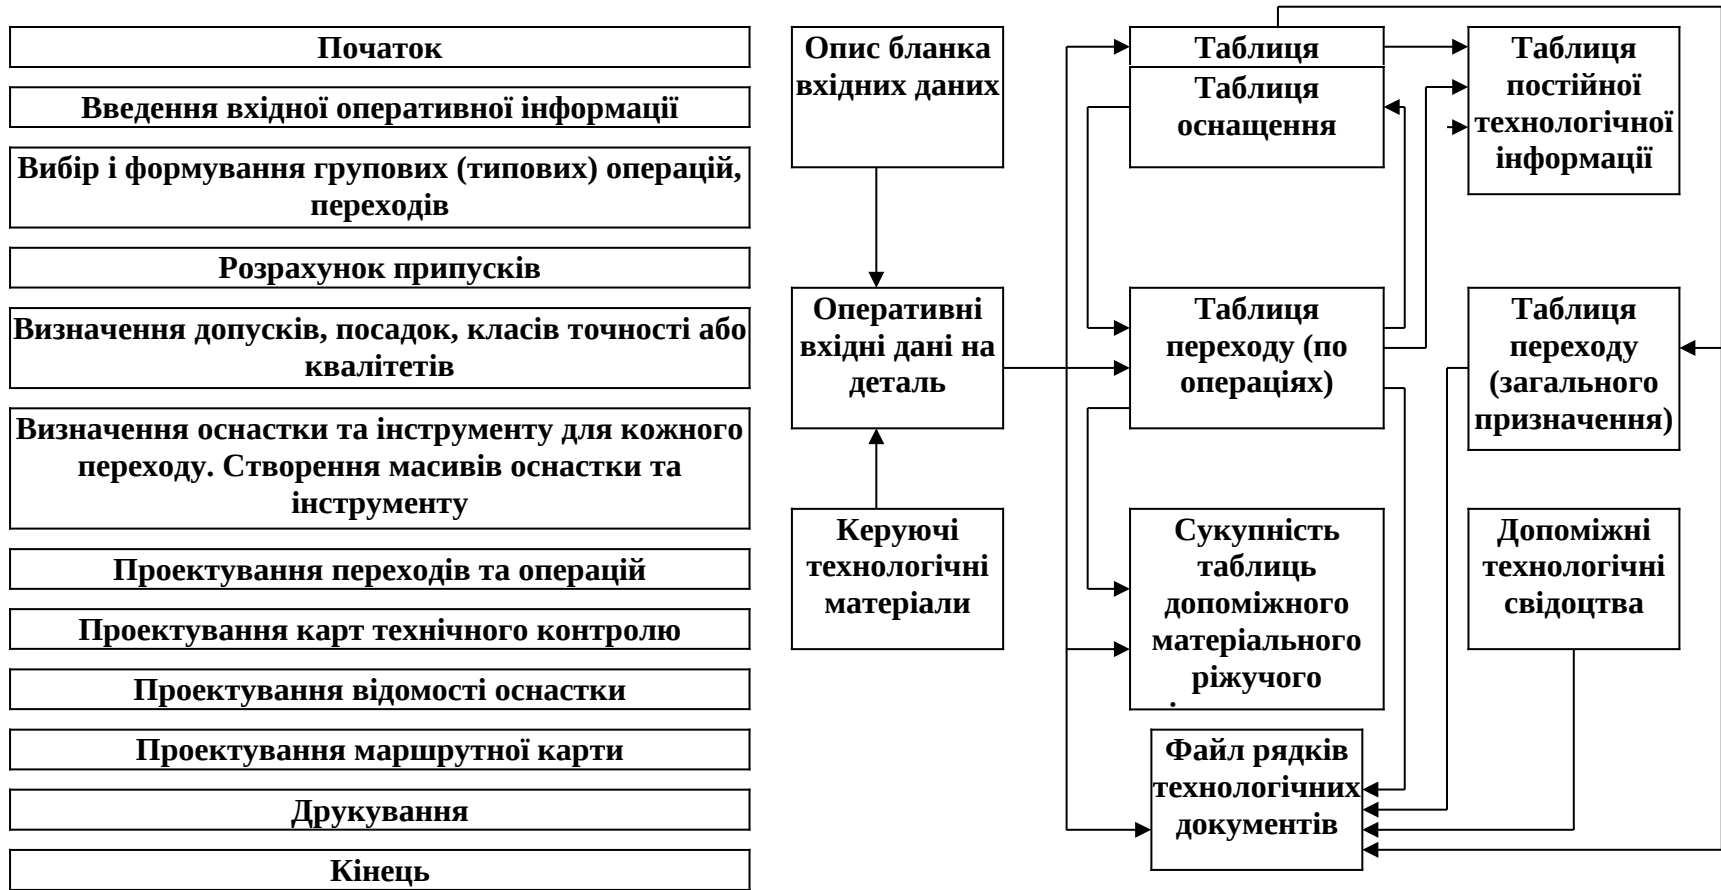 Початок
Введення вхідної оперативної інформації
Вибір і формування групових (типових) операцій,
переходів
Розрахунок припусків
Визначення допусків, посадок, класів точності або
квалітетів
Визначення оснастки та інструменту для кожного
переходу. Створення масивів оснастки та
інструменту
Проектування переходів та операцій
Проектування карт технічного контролю
Проектування відомості оснастки
Проектування маршрутної карти
Друкування
Кінець
Опис бланка
вхідних даних
Оперативні
вхідні дані на
деталь
Керуючі
технологічні
матеріали
Таблиця
Таблиця
оснащення
Таблиця
переходу (по
операціях)
Сукупність
таблиць
допоміжного
матеріального
ріжучого
Файл рядків
технологічних
документів
Таблиця
постійної
технологічної
інформації
Таблиця
переходу
(загального
призначення)
Допоміжні
технологічні
свідоцтва